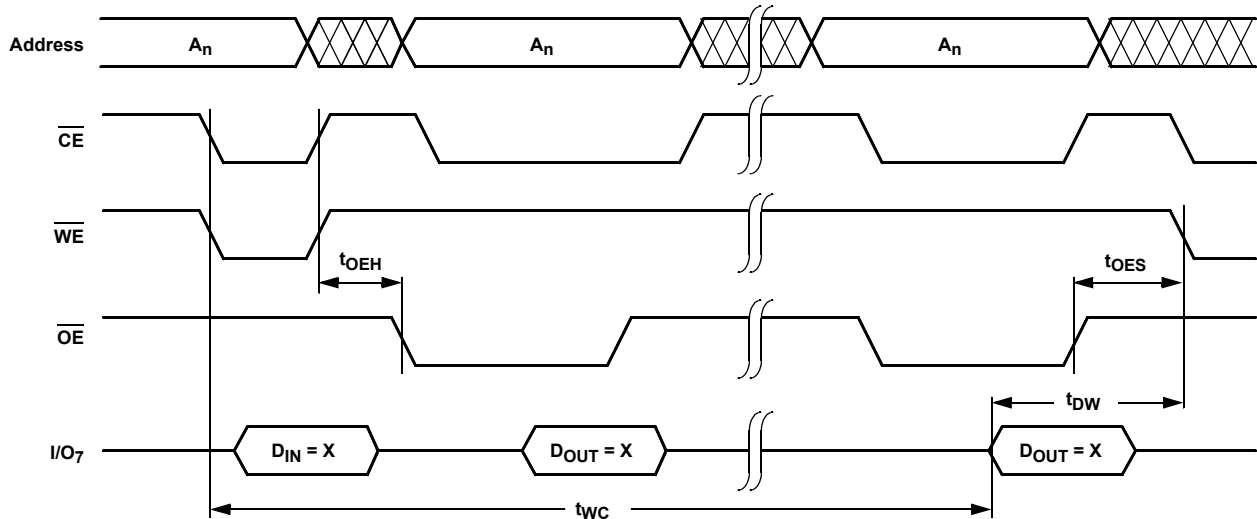 Address An An An
CE
WE
tOEH tOES
OE
tDW
I/O7 DIN = X DOUT = X DOUT = X
tWC